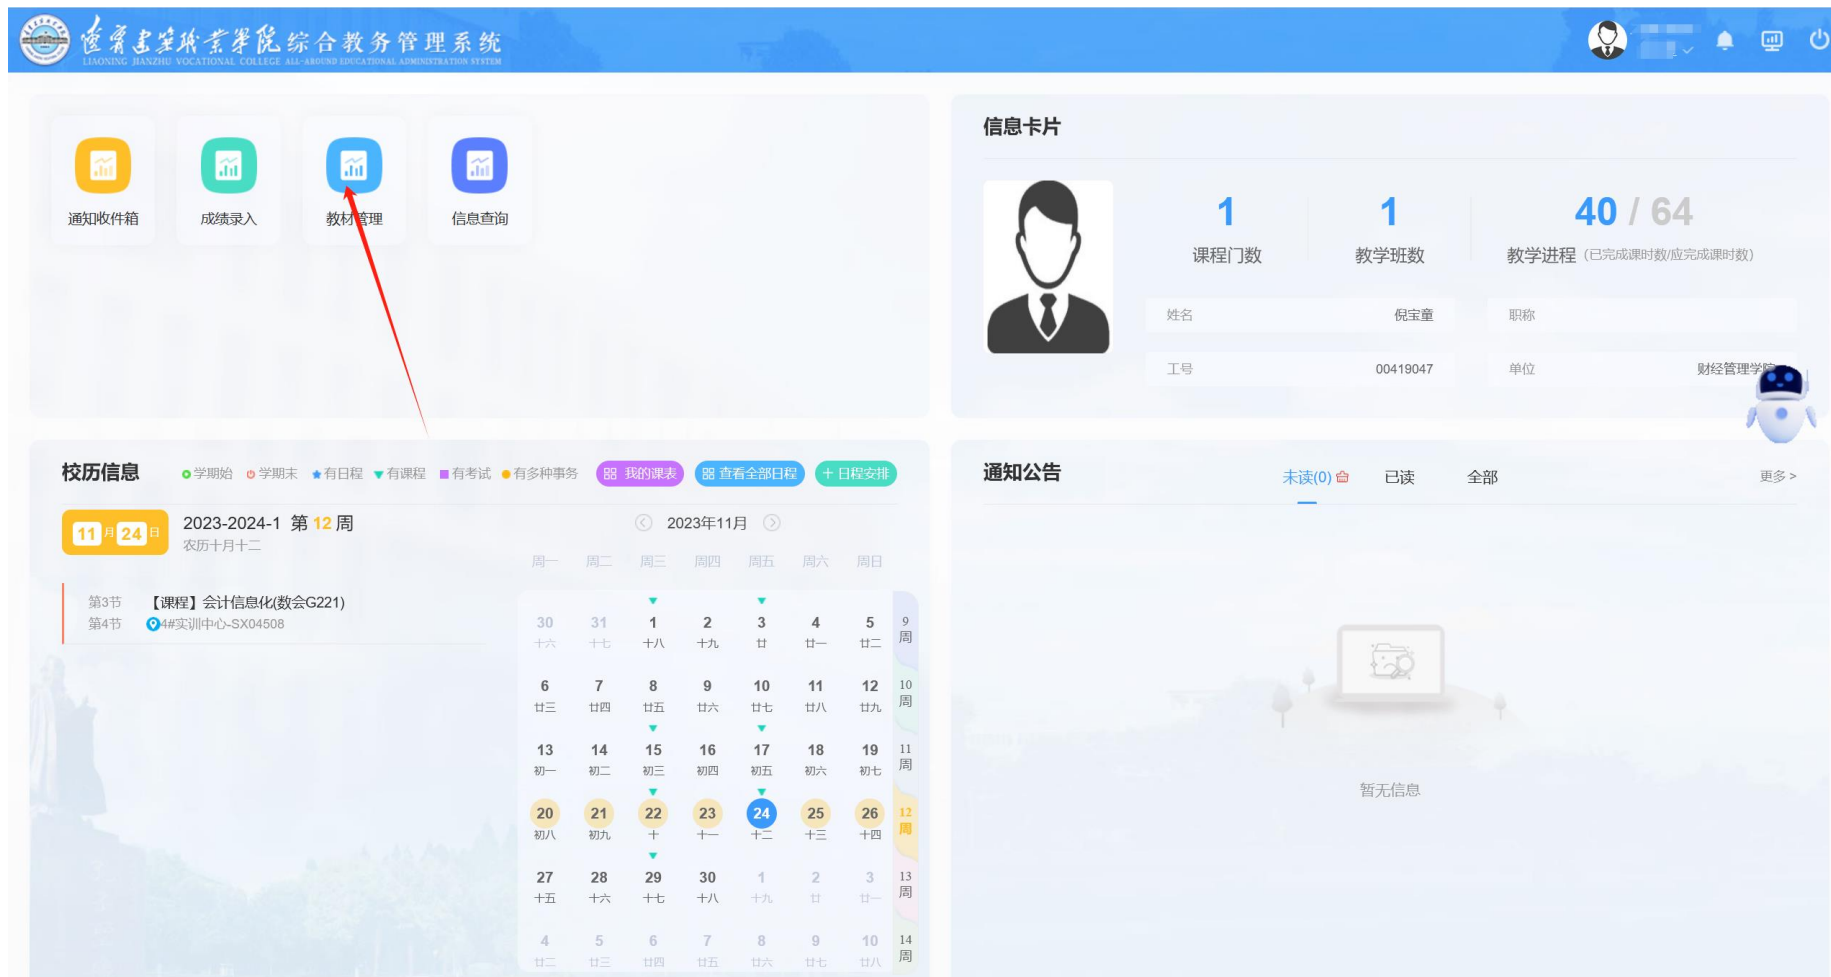 辽宁建筑职业学院综合教务管理系统
LIAONING JIANZHU VOCATIONAL COLLEGE ALL-AROUND EDUCATIONAL ADMINISTRATION SYSTEM
通知收件箱 成绩录入 教材管理 信息查询
信息卡片
1 1 40 / 64
课程门数 教学班数 教学进程 (已完成课时数/应完成课时数)
姓名 倪宝童 职称
工号 00419047 单位 财经管理学院
校历信息 学期始 学期末 有日程 有课程 有考试 有多种事务 我的课表 查看全部日程 + 日程安排
11 月 24 日 2023-2024-1 第 12 周
农历十月十二
第3节 【课程】会计信息化(数会G221)
第4节 4#实训中心-SX04508
2023年11月
周一 周二 周三 周四 周五 周六 周日
30 31 1 2 3 4 5 9周
十六 十七 十八 十九 廿 廿一 廿二
6 7 8 9 10 11 12 10周
廿三 廿四 廿五 廿六 廿七 廿八 廿九
13 14 15 16 17 18 19 11周
初一 初二 初三 初四 初五 初六 初七
20 21 22 23 24 25 26 12周
初八 初九 十 十一 十二 十三 十四
27 28 29 30 1 2 3 13周
十五 十六 十七 十八 十九 廿 廿一
4 5 6 7 8 9 10 14周
廿二 廿三 廿四 廿五 廿六 廿七 廿八
通知公告 未读(0) 已读 全部 更多 >
暂无信息